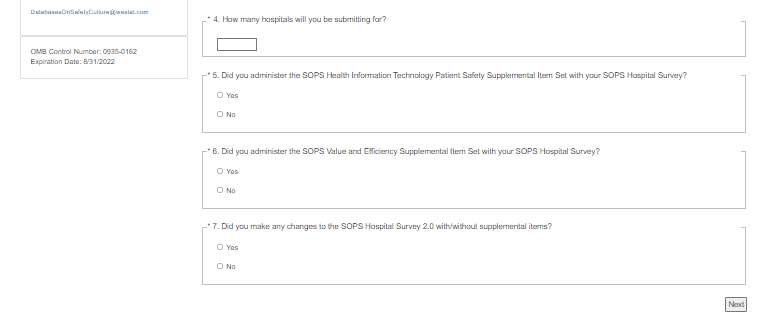 DatabasesOnSafetyCulture@westat.com
OMB Control Number: 0935-0162
Expiration Date: 8/31/2022
* 4. How many hospitals will you be submitting for?
* 5. Did you administer the SOPS Health Information Technology Patient Safety Supplemental Item Set with your SOPS Hospital Survey?
Yes
No
* 6. Did you administer the SOPS Value and Efficiency Supplemental Item Set with your SOPS Hospital Survey?
Yes
No
* 7. Did you make any changes to the SOPS Hospital Survey 2.0 with/without supplemental items?
Yes
No
Next